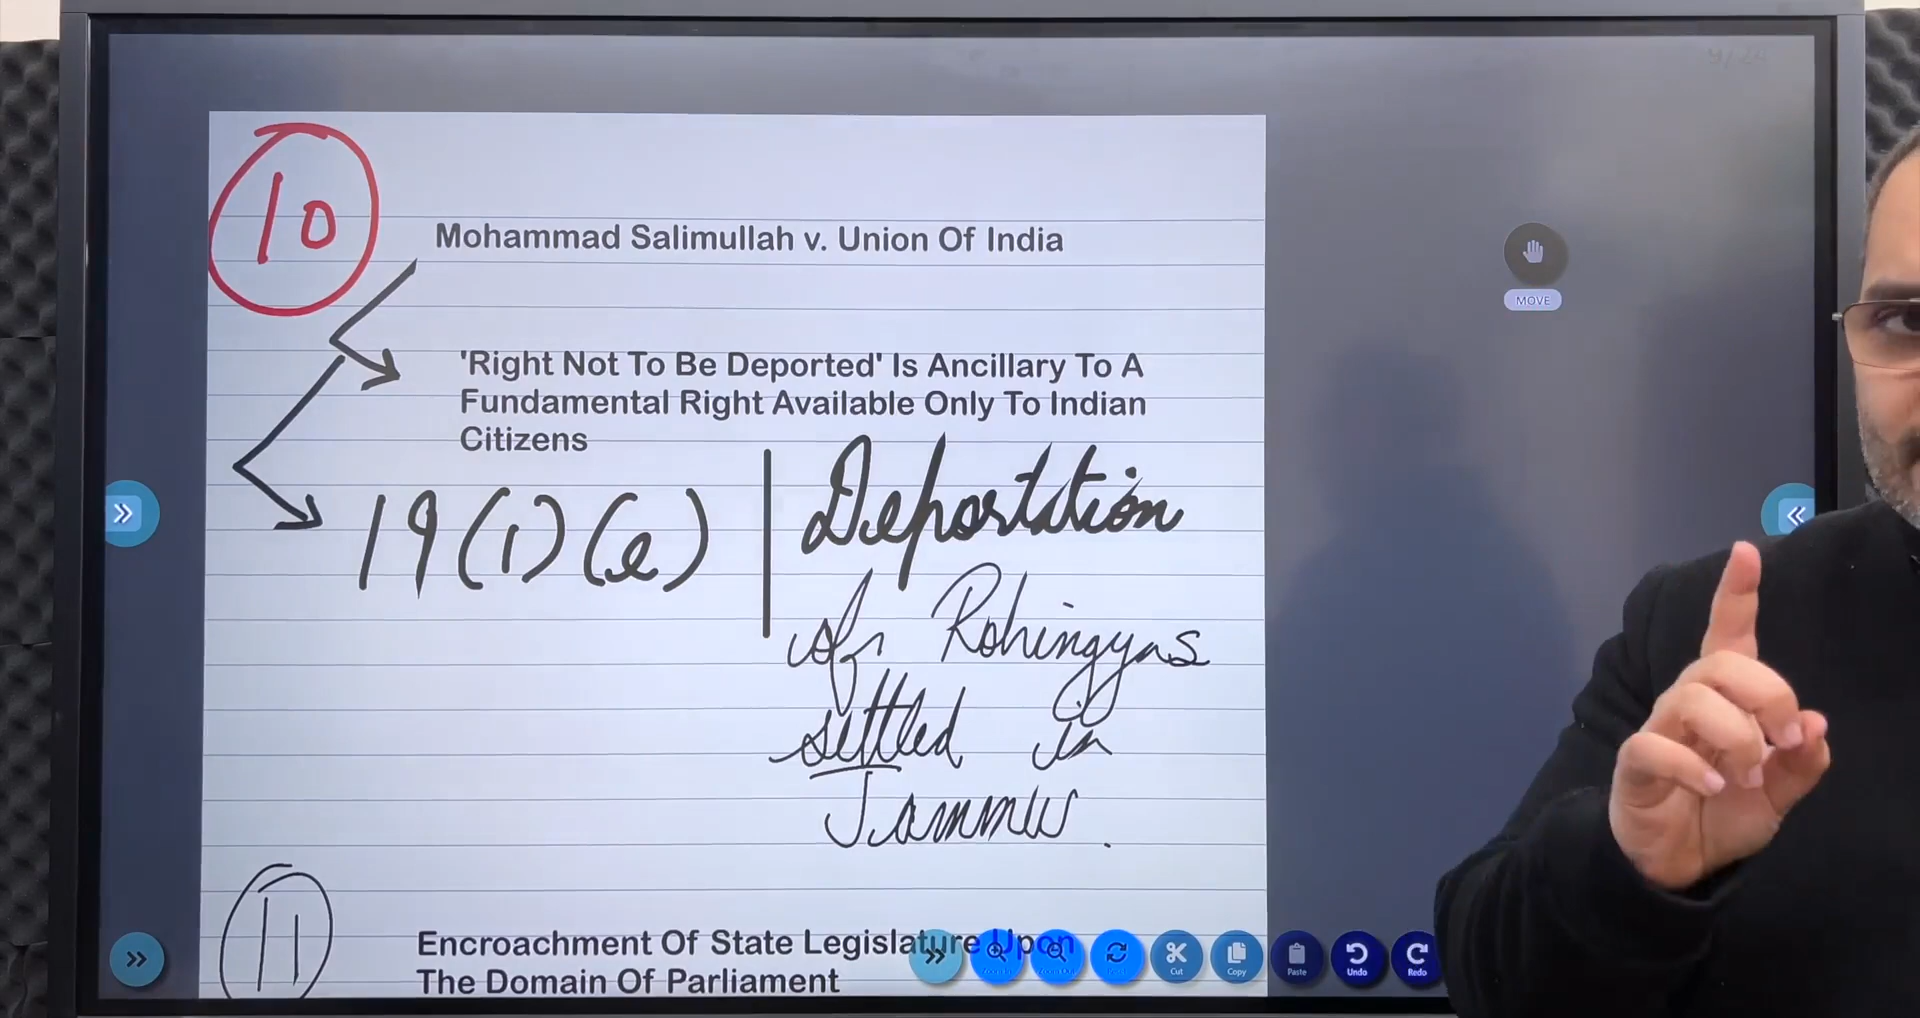 10
Mohammad Salimullah v. Union Of India
'Right Not To Be Deported' Is Ancillary To A
Fundamental Right Available Only To Indian
Citizens
19(1)(e)
Deportation
of Rohingyas
settled in
Jammu.
11
Encroachment Of State Legislature Upon
The Domain Of Parliament
MOVE
Cut
Copy
Paste
Undo
Redo